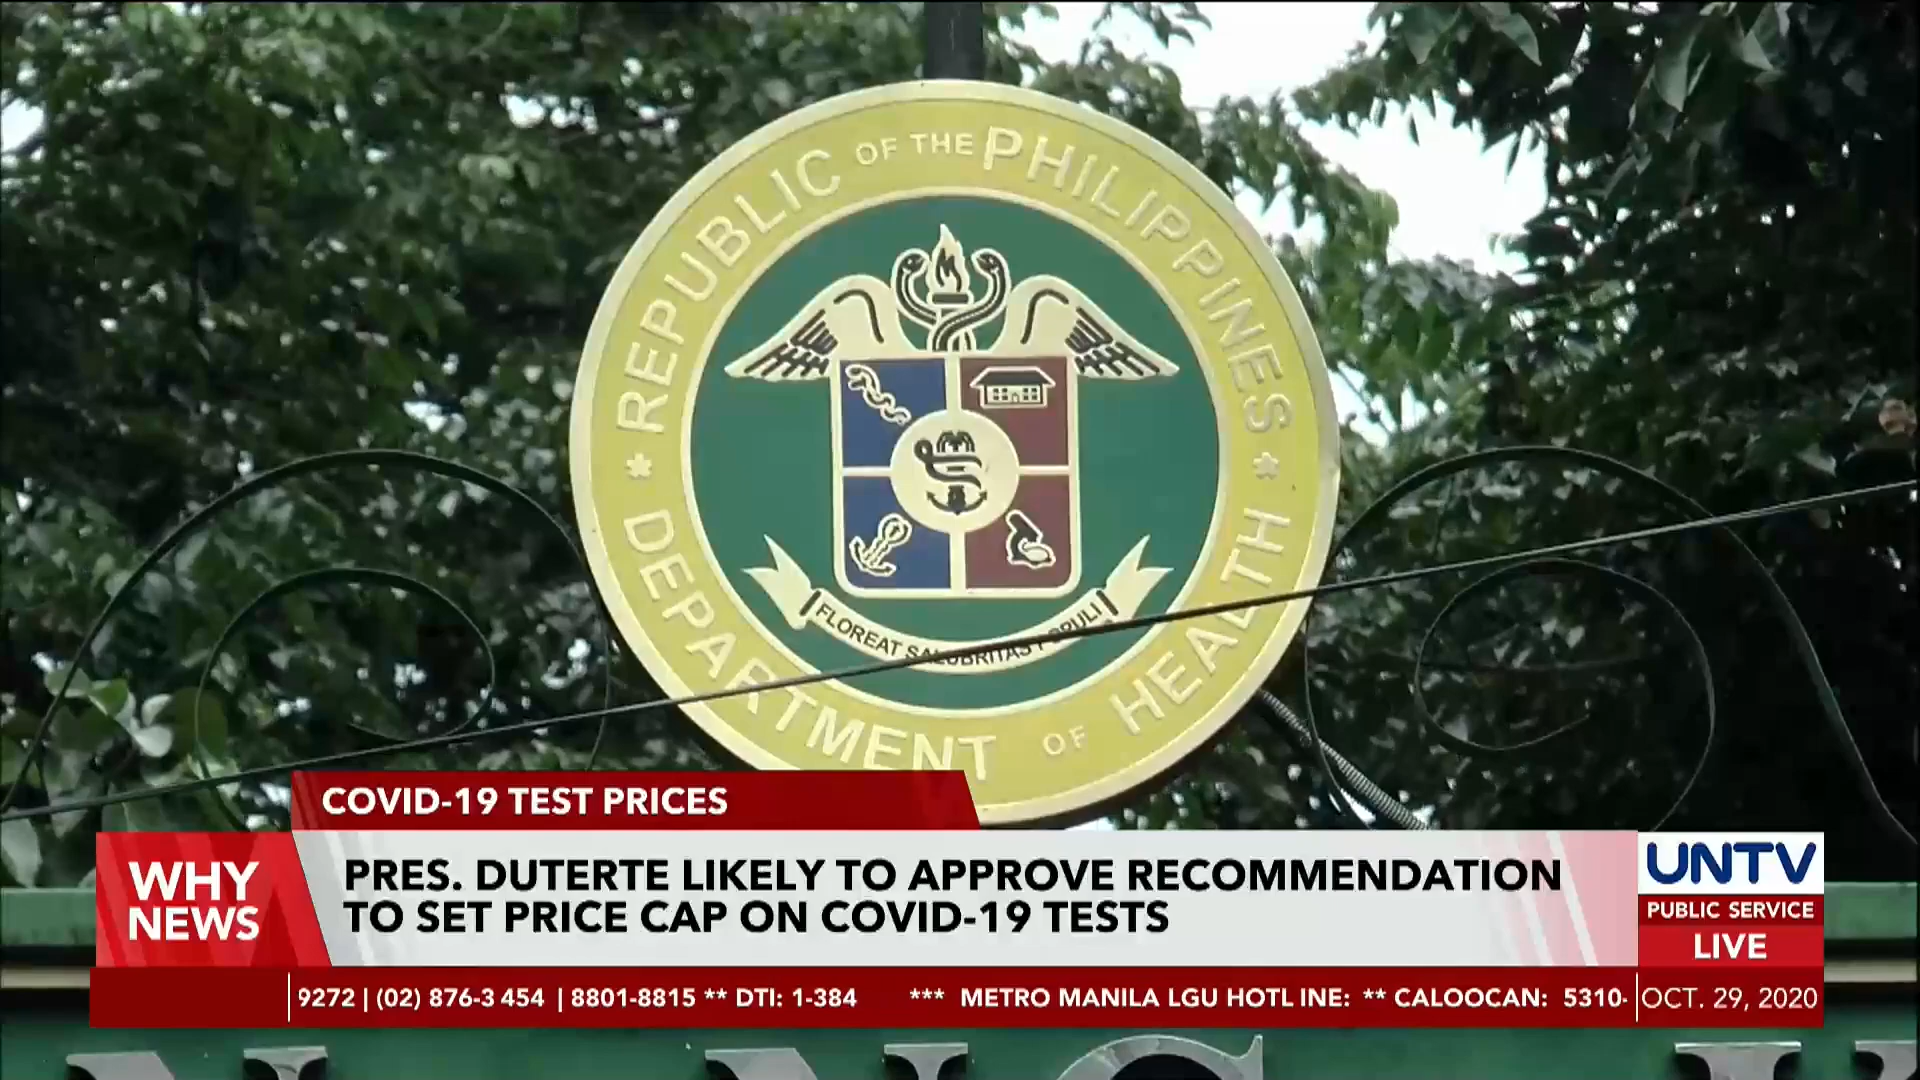 REPUBLIC OF THE PHILIPPINES
DEPARTMENT OF HEALTH
FLOREAT SALUBRITAS POPULI
COVID-19 TEST PRICES
WHY
NEWS
PRES. DUTERTE LIKELY TO APPROVE RECOMMENDATION
TO SET PRICE CAP ON COVID-19 TESTS
UNTV
PUBLIC SERVICE
LIVE
9272 | (02) 876-3 454 | 8801-8815 ** DTI: 1-384 *** METRO MANILA LGU HOTL INE: ** CALOOCAN: 5310-
OCT. 29, 2020